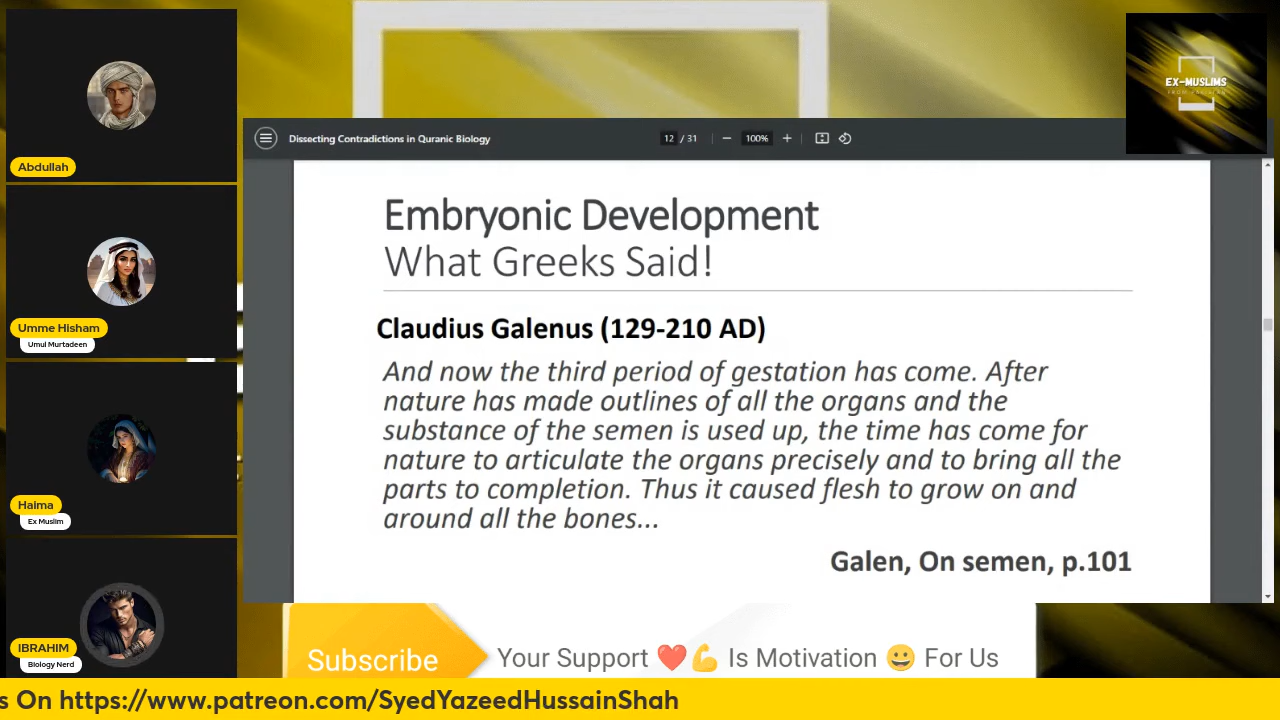 Abdullah
Umme Hisham
Umul Murtadeen
Haima
Ex Muslim
IBRAHIM
Biology Nerd
EX-MUSLIMS
FROM PAKISTAN
Dissecting Contradictions in Quranic Biology
12 / 31
100%
Embryonic Development
What Greeks Said!
Claudius Galenus (129-210 AD)
And now the third period of gestation has come. After
nature has made outlines of all the organs and the
substance of the semen is used up, the time has come for
nature to articulate the organs precisely and to bring all the
parts to completion. Thus it caused flesh to grow on and
around all the bones...
Galen, On semen, p.101
Subscribe
Your Support ❤️💪 Is Motivation 😀 For Us
s On https://www.patreon.com/SyedYazeedHussainShah